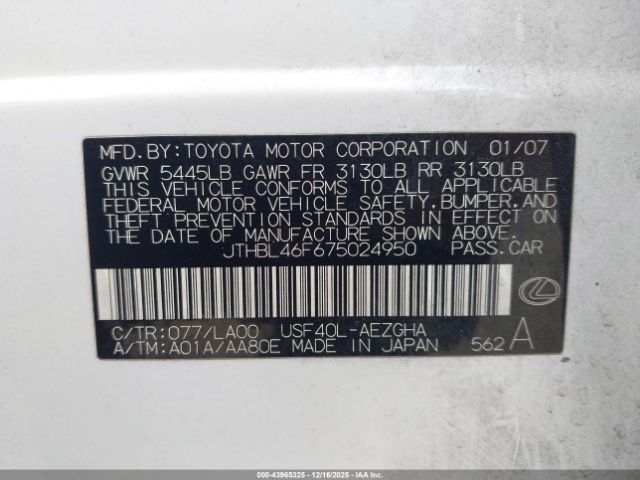 MFD.BY:TOYOTA MOTOR CORPORATION 01/07
GVWR 5445LB GAWR FR 3130LB RR 3130LB
THIS VEHICLE CONFORMS TO ALL APPLICABLE
FEDERAL MOTOR VEHICLE SAFETY,BUMPER,AND
THEFT PREVENTION STANDARDS IN EFFECT ON
THE DATE OF MANUFACTURE SHOWN ABOVE.
JTHBL46F675024950 PASS.CAR
C/TR:077/LA00 USF40L-AEZGHA
A/TM:A01A/AA80E MADE IN JAPAN 562 A
000-43965325 - 12/16/2025 - IAAI.COM